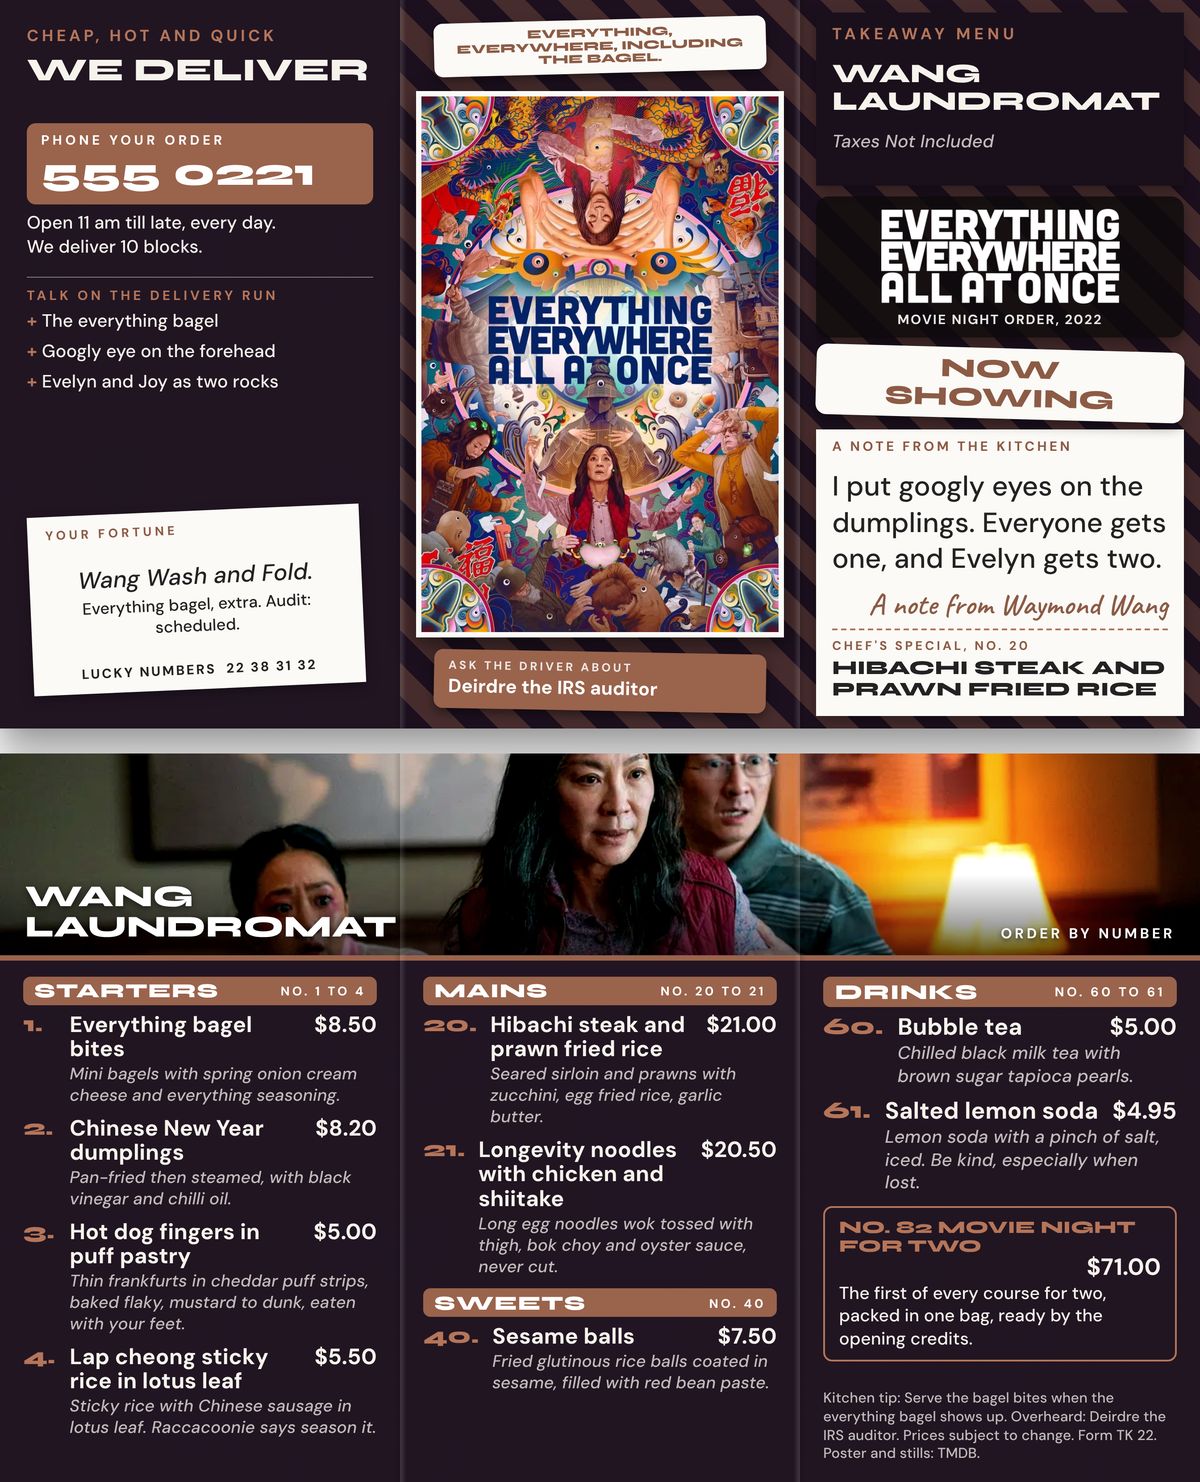 CHEAP, HOT AND QUICK
WE DELIVER
PHONE YOUR ORDER
555 0221
Open 11 am till late, every day.
We deliver 10 blocks.
TALK ON THE DELIVERY RUN
+ The everything bagel
+ Googly eye on the forehead
+ Evelyn and Joy as two rocks
YOUR FORTUNE
Wang Wash and Fold.
Everything bagel, extra. Audit:
scheduled.
LUCKY NUMBERS 22 38 31 32
EVERYTHING,
EVERYWHERE, INCLUDING
THE BAGEL.
EVERYTHING
EVERYWHERE
ALL AT ONCE
福
福
ASK THE DRIVER ABOUT
Deirdre the IRS auditor
TAKEAWAY MENU
WANG
LAUNDROMAT
Taxes Not Included
EVERYTHING
EVERYWHERE
ALL AT ONCE
MOVIE NIGHT ORDER, 2022
NOW
SHOWING
A NOTE FROM THE KITCHEN
I put googly eyes on the
dumplings. Everyone gets
one, and Evelyn gets two.
A note from Waymond Wang
CHEF'S SPECIAL, NO. 20
HIBACHI STEAK AND
PRAWN FRIED RICE
WANG
LAUNDROMAT
ORDER BY NUMBER
STARTERS NO. 1 TO 4
1. Everything bagel $8.50
bites
Mini bagels with spring onion cream
cheese and everything seasoning.
2. Chinese New Year $8.20
dumplings
Pan-fried then steamed, with black
vinegar and chilli oil.
3. Hot dog fingers in $5.00
puff pastry
Thin frankfurts in cheddar puff strips,
baked flaky, mustard to dunk, eaten
with your feet.
4. Lap cheong sticky $5.50
rice in lotus leaf
Sticky rice with Chinese sausage in
lotus leaf. Raccacoonie says season it.
MAINS NO. 20 TO 21
20. Hibachi steak and $21.00
prawn fried rice
Seared sirloin and prawns with
zucchini, egg fried rice, garlic
butter.
21. Longevity noodles $20.50
with chicken and
shiitake
Long egg noodles wok tossed with
thigh, bok choy and oyster sauce,
never cut.
SWEETS NO. 40
40. Sesame balls $7.50
Fried glutinous rice balls coated in
sesame, filled with red bean paste.
DRINKS NO. 60 TO 61
60. Bubble tea $5.00
Chilled black milk tea with
brown sugar tapioca pearls.
61. Salted lemon soda $4.95
Lemon soda with a pinch of salt,
iced. Be kind, especially when
lost.
NO. 82 MOVIE NIGHT
FOR TWO
$71.00
The first of every course for two,
packed in one bag, ready by the
opening credits.
Kitchen tip: Serve the bagel bites when the
everything bagel shows up. Overheard: Deirdre the
IRS auditor. Prices subject to change. Form TK 22.
Poster and stills: TMDB.